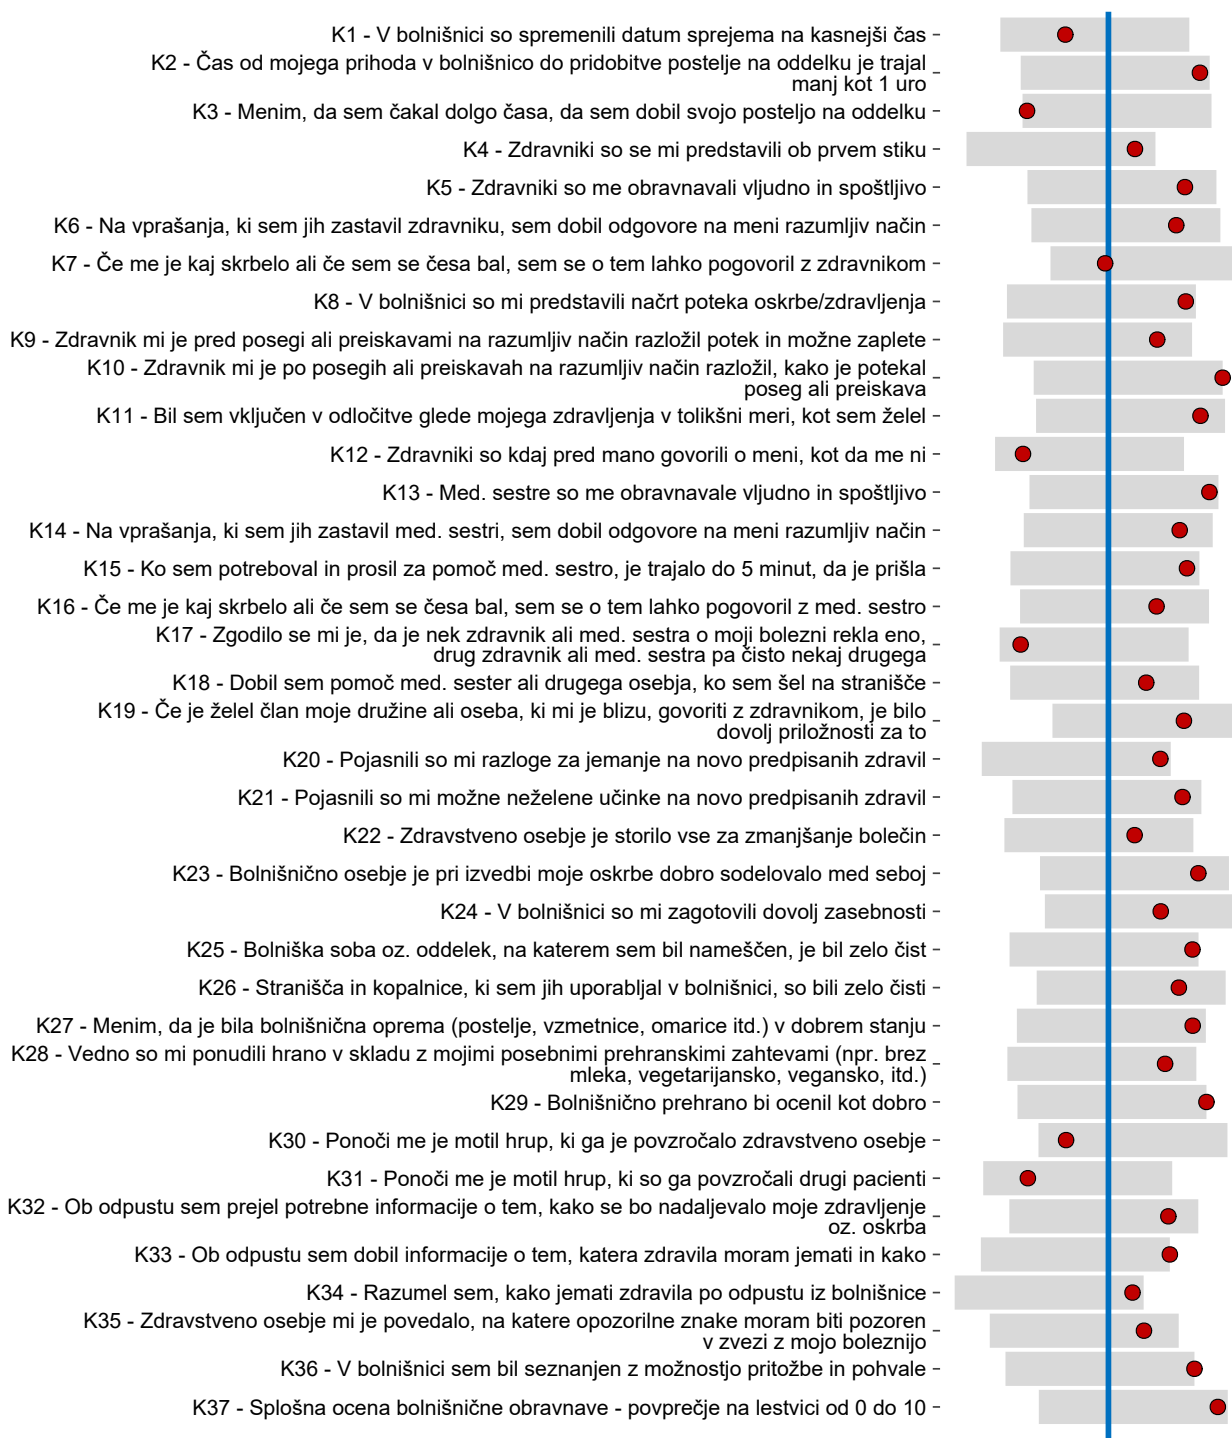 K1 - V bolnišnici so spremenili datum sprejema na kasnejši čas
K2 - Čas od mojega prihoda v bolnišnico do pridobitve postelje na oddelku je trajal
manj kot 1 uro
K3 - Menim, da sem čakal dolgo časa, da sem dobil svojo posteljo na oddelku
K4 - Zdravniki so se mi predstavili ob prvem stiku
K5 - Zdravniki so me obravnavali vljudno in spoštljivo
K6 - Na vprašanja, ki sem jih zastavil zdravniku, sem dobil odgovore na meni razumljiv način
K7 - Če me je kaj skrbelo ali če sem se česa bal, sem se o tem lahko pogovoril z zdravnikom
K8 - V bolnišnici so mi predstavili načrt poteka oskrbe/zdravljenja
K9 - Zdravnik mi je pred posegi ali preiskavami na razumljiv način razložil potek in možne zaplete
K10 - Zdravnik mi je po posegih ali preiskavah na razumljiv način razložil, kako je potekal
poseg ali preiskava
K11 - Bil sem vključen v odločitve glede mojega zdravljenja v tolikšni meri, kot sem želel
K12 - Zdravniki so kdaj pred mano govorili o meni, kot da me ni
K13 - Med. sestre so me obravnavale vljudno in spoštljivo
K14 - Na vprašanja, ki sem jih zastavil med. sestri, sem dobil odgovore na meni razumljiv način
K15 - Ko sem potreboval in prosil za pomoč med. sestro, je trajalo do 5 minut, da je prišla
K16 - Če me je kaj skrbelo ali če sem se česa bal, sem se o tem lahko pogovoril z med. sestro
K17 - Zgodilo se mi je, da je nek zdravnik ali med. sestra o moji bolezni rekla eno,
drug zdravnik ali med. sestra pa čisto nekaj drugega
K18 - Dobil sem pomoč med. sester ali drugega osebja, ko sem šel na stranišče
K19 - Če je želel član moje družine ali oseba, ki mi je blizu, govoriti z zdravnikom, je bilo
dovolj priložnosti za to
K20 - Pojasnili so mi razloge za jemanje na novo predpisanih zdravil
K21 - Pojasnili so mi možne neželene učinke na novo predpisanih zdravil
K22 - Zdravstveno osebje je storilo vse za zmanjšanje bolečin
K23 - Bolnišnično osebje je pri izvedbi moje oskrbe dobro sodelovalo med seboj
K24 - V bolnišnici so mi zagotovili dovolj zasebnosti
K25 - Bolniška soba oz. oddelek, na katerem sem bil nameščen, je bil zelo čist
K26 - Stranišča in kopalnice, ki sem jih uporabljal v bolnišnici, so bili zelo čisti
K27 - Menim, da je bila bolnišnična oprema (postelje, vzmetnice, omarice itd.) v dobrem stanju
K28 - Vedno so mi ponudili hrano v skladu z mojimi posebnimi prehranskimi zahtevami (npr. brez
mleka, vegetarijansko, vegansko, itd.)
K29 - Bolnišnično prehrano bi ocenil kot dobro
K30 - Ponoči me je motil hrup, ki ga je povzročalo zdravstveno osebje
K31 - Ponoči me je motil hrup, ki so ga povzročali drugi pacienti
K32 - Ob odpustu sem prejel potrebne informacije o tem, kako se bo nadaljevalo moje zdravljenje
oz. oskrba
K33 - Ob odpustu sem dobil informacije o tem, katera zdravila moram jemati in kako
K34 - Razumel sem, kako jemati zdravila po odpustu iz bolnišnice
K35 - Zdravstveno osebje mi je povedalo, na katere opozorilne znake moram biti pozoren
v zvezi z mojo boleznijo
K36 - V bolnišnici sem bil seznanjen z možnostjo pritožbe in pohvale
K37 - Splošna ocena bolnišnične obravnave - povprečje na lestvici od 0 do 10